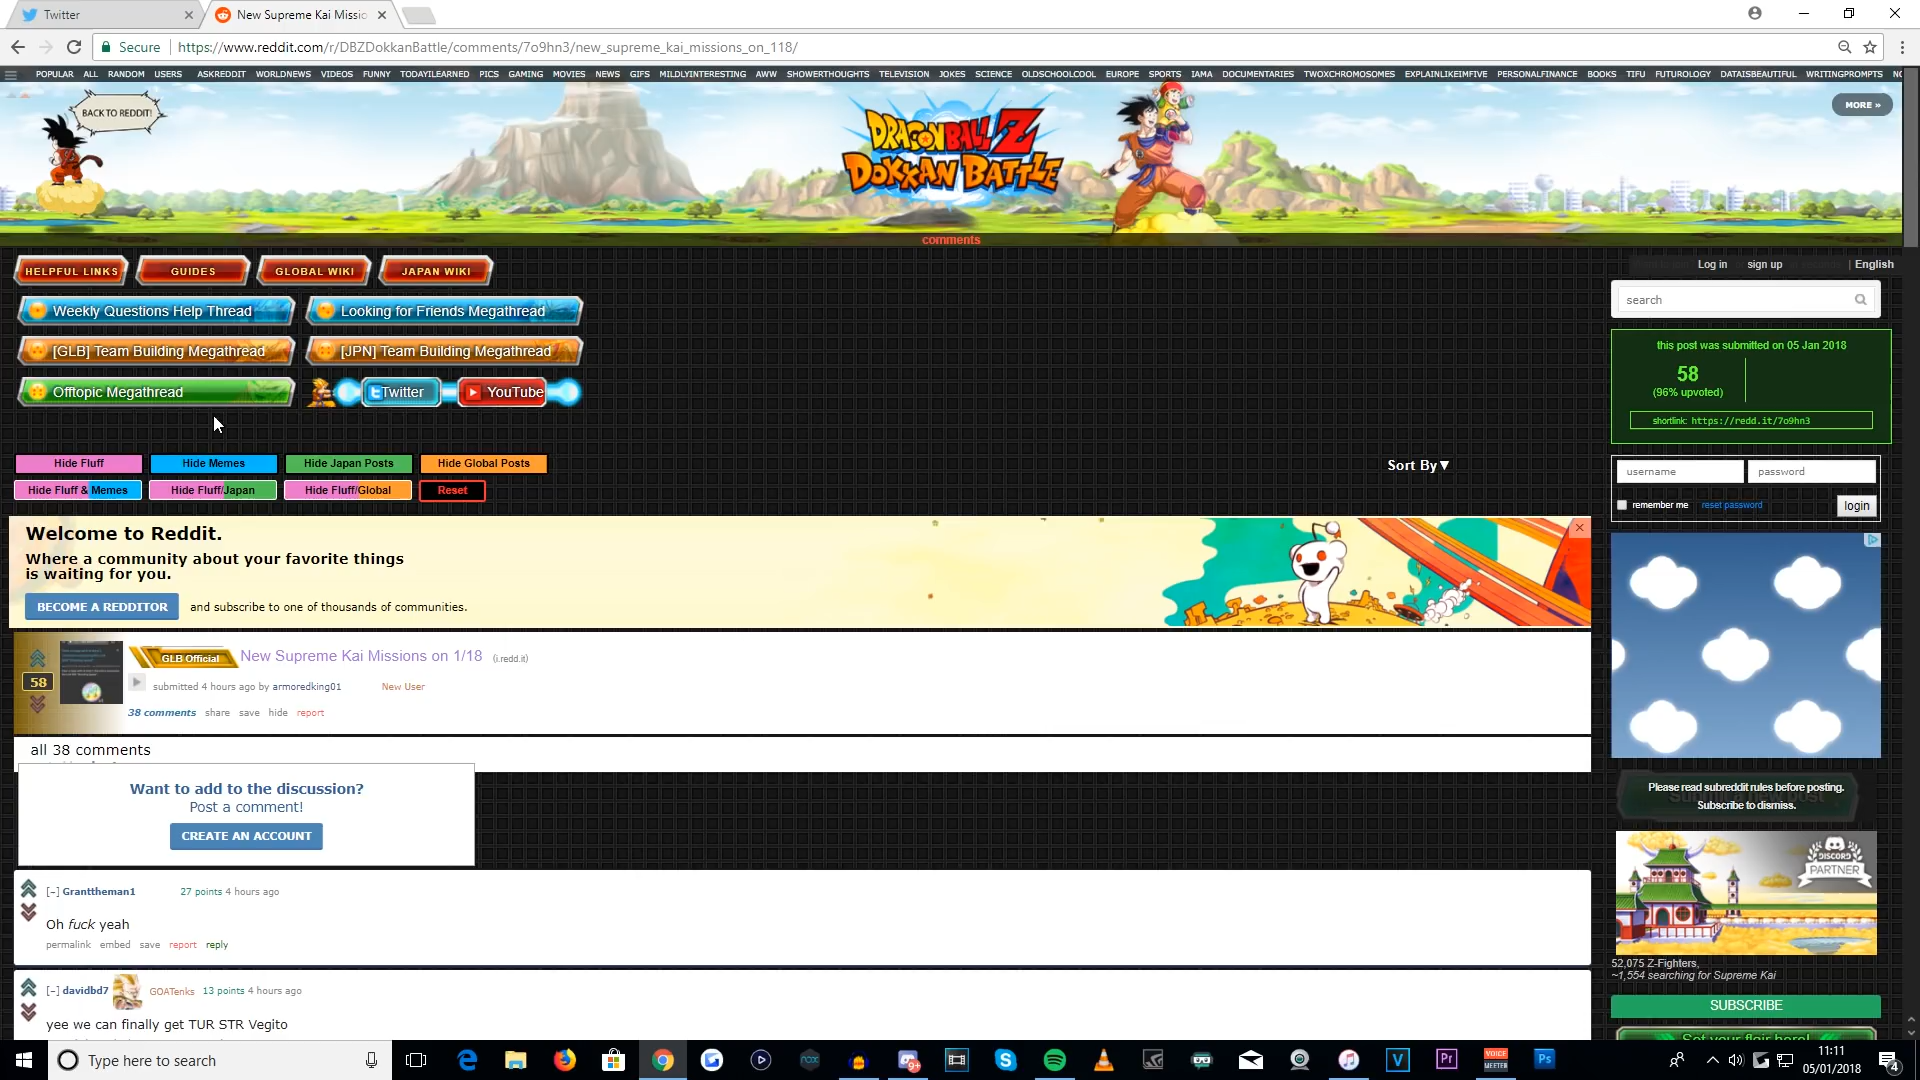 Twitter
New Supreme Kai Missio
Secure
https://www.reddit.com/r/DBZDokkanBattle/comments/7o9hn3/new_supreme_kai_missions_on_118/
POPULAR ALL RANDOM USERS ASKREDDIT WORLDNEWS VIDEOS FUNNY TODAYILEARNED PICS GAMING MOVIES NEWS GIFS MILDLYINTERESTING AWW SHOWERTHOUGHTS TELEVISION JOKES SCIENCE OLDSCHOOLCOOL EUROPE SPORTS IAMA DOCUMENTARIES TWOXCHROMOSOMES EXPLAINLIKEIMFIVE PERSONALFINANCE BOOKS TIFU FUTUROLOGY DATAISBEAUTIFUL WRITINGPROMPTS
BACK TO REDDIT!
DRAGONBALL Z
DOKKAN BATTLE
MORE »
comments
HELPFUL LINKS GUIDES GLOBAL WIKI JAPAN WIKI
Log in sign up | English
Weekly Questions Help Thread Looking for Friends Megathread
search
[GLB] Team Building Megathread [JPN] Team Building Megathread
Offtopic Megathread Twitter YouTube
this post was submitted on 05 Jan 2018
58
(96% upvoted)
shortlink: https://redd.it/7o9hn3
Hide Fluff Hide Memes Hide Japan Posts Hide Global Posts
Hide Fluff & Memes Hide Fluff/Japan Hide Fluff/Global Reset
Sort By▼
username password
remember me reset password login
Welcome to Reddit.
Where a community about your favorite things
is waiting for you.
BECOME A REDDITOR and subscribe to one of thousands of communities.
58
GLB Official New Supreme Kai Missions on 1/18 (i.redd.it)
submitted 4 hours ago by armoredking01 New User
38 comments share save hide report
all 38 comments
Want to add to the discussion?
Post a comment!
CREATE AN ACCOUNT
Please read subreddit rules before posting.
Subscribe to dismiss.
[–] Granttheman1 27 points 4 hours ago
Oh fuck yeah
permalink embed save report reply
DISCORD
PARTNER
[–] davidbd7 GOATenks 13 points 4 hours ago
yee we can finally get TUR STR Vegito
52,075 Z-Fighters,
~1,554 searching for Supreme Kai
SUBSCRIBE
Set your flair here!
Type here to search
9+
nox
V
Pr
VOICE
MEETER
Ps
11:11
05/01/2018
4